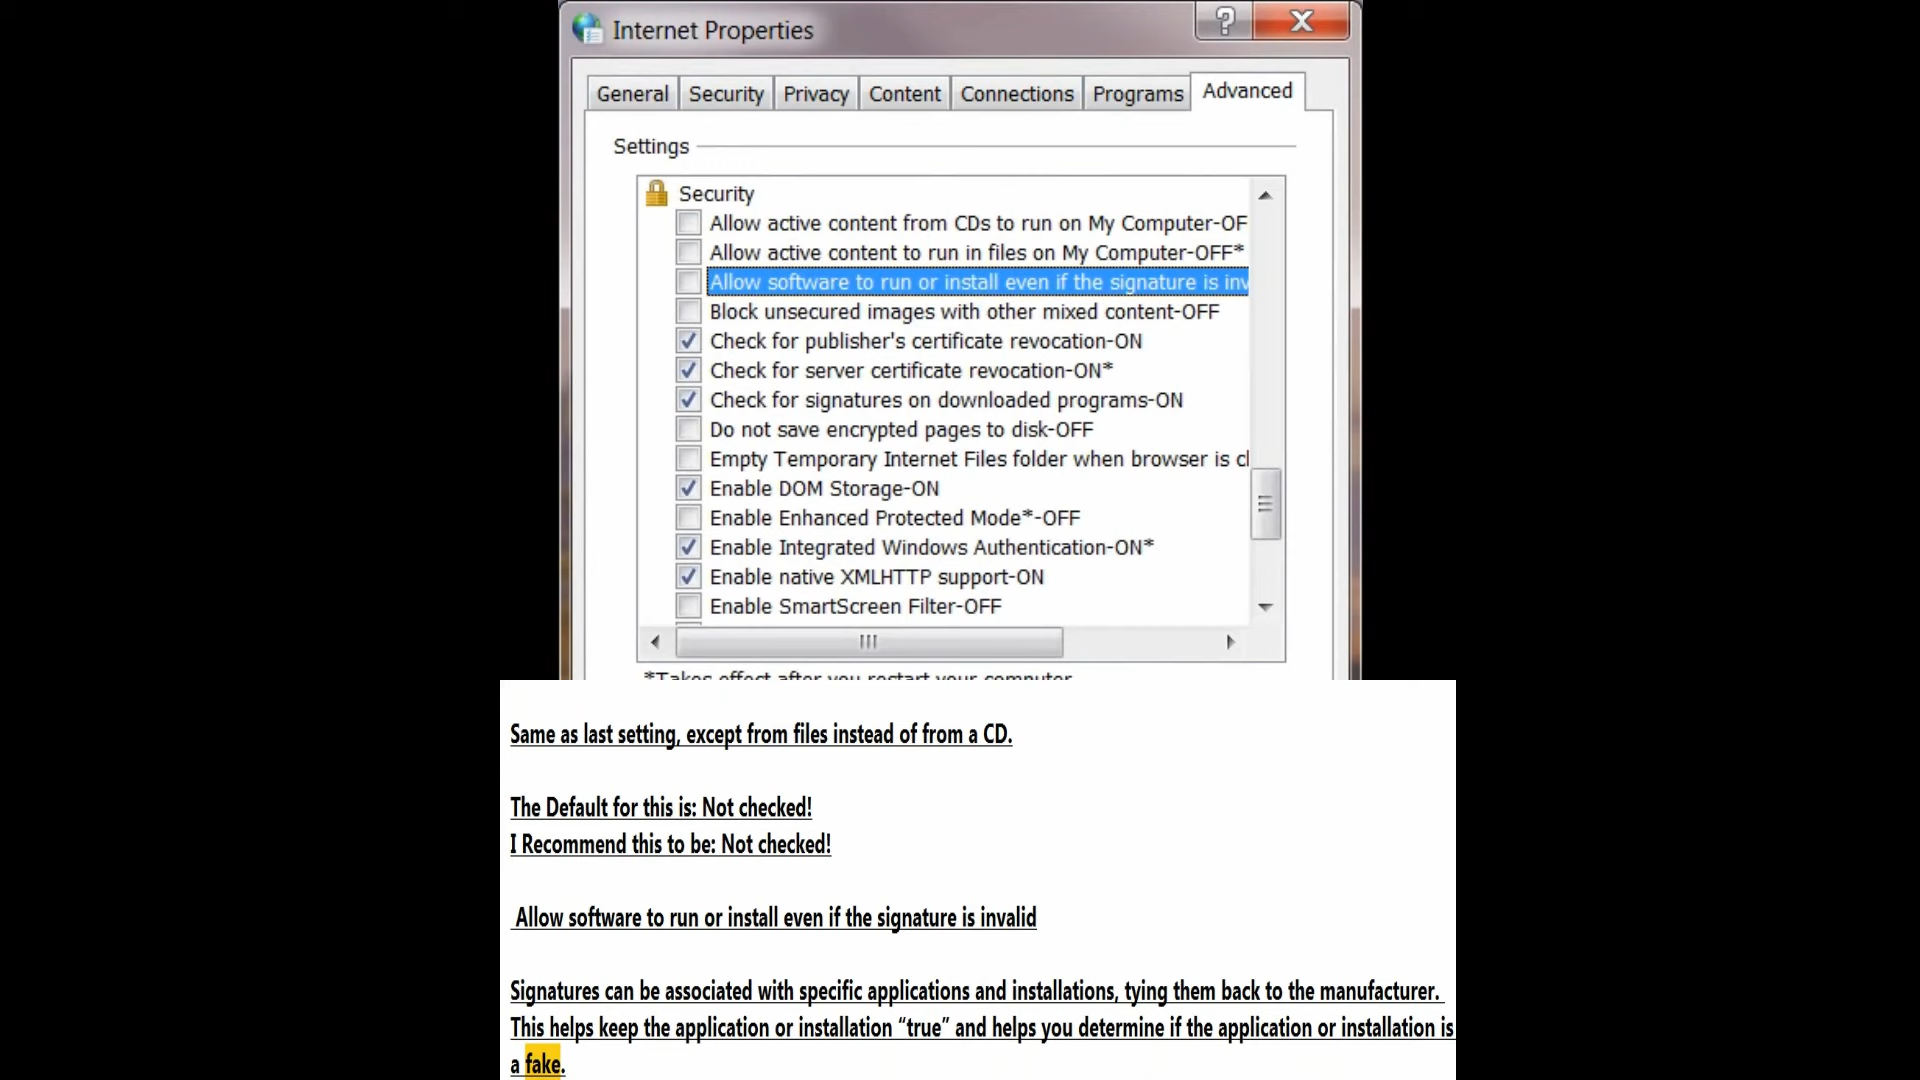 Internet Properties
General Security Privacy Content Connections Programs Advanced
Settings
Security
Allow active content from CDs to run on My Computer-OF
Allow active content to run in files on My Computer-OFF*
Allow software to run or install even if the signature is inv
Block unsecured images with other mixed content-OFF
Check for publisher's certificate revocation-ON
Check for server certificate revocation-ON*
Check for signatures on downloaded programs-ON
Do not save encrypted pages to disk-OFF
Empty Temporary Internet Files folder when browser is cl
Enable DOM Storage-ON
Enable Enhanced Protected Mode*-OFF
Enable Integrated Windows Authentication-ON*
Enable native XMLHTTP support-ON
Enable SmartScreen Filter-OFF
*Takes effect after you restart your computer
Same as last setting, except from files instead of from a CD.
The Default for this is: Not checked!
I Recommend this to be: Not checked!
Allow software to run or install even if the signature is invalid
Signatures can be associated with specific applications and installations, tying them back to the manufacturer.
This helps keep the application or installation “true” and helps you determine if the application or installation is
a fake.